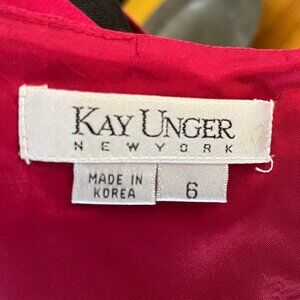 KAY UNGER
NEW YORK
MADE IN
KOREA
6